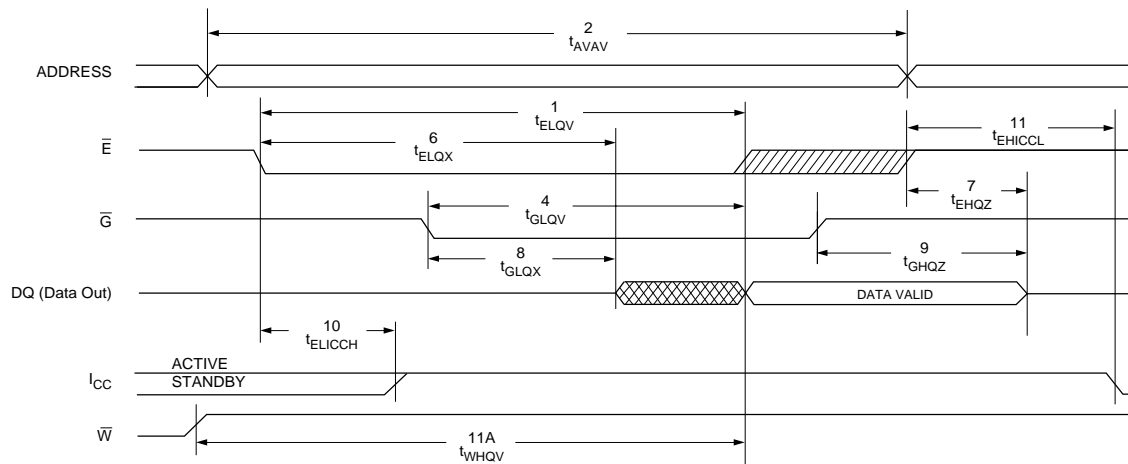 2
tAVAV
ADDRESS
1
tELQV
11
tEHICCL
6
tELQX
E̅
7
tEHQZ
4
tGLQV
G̅
9
tGHQZ
8
tGLQX
DQ (Data Out)
DATA VALID
10
tELICCH
ACTIVE
ICC
STANDBY
W̅
11A
tWHQV